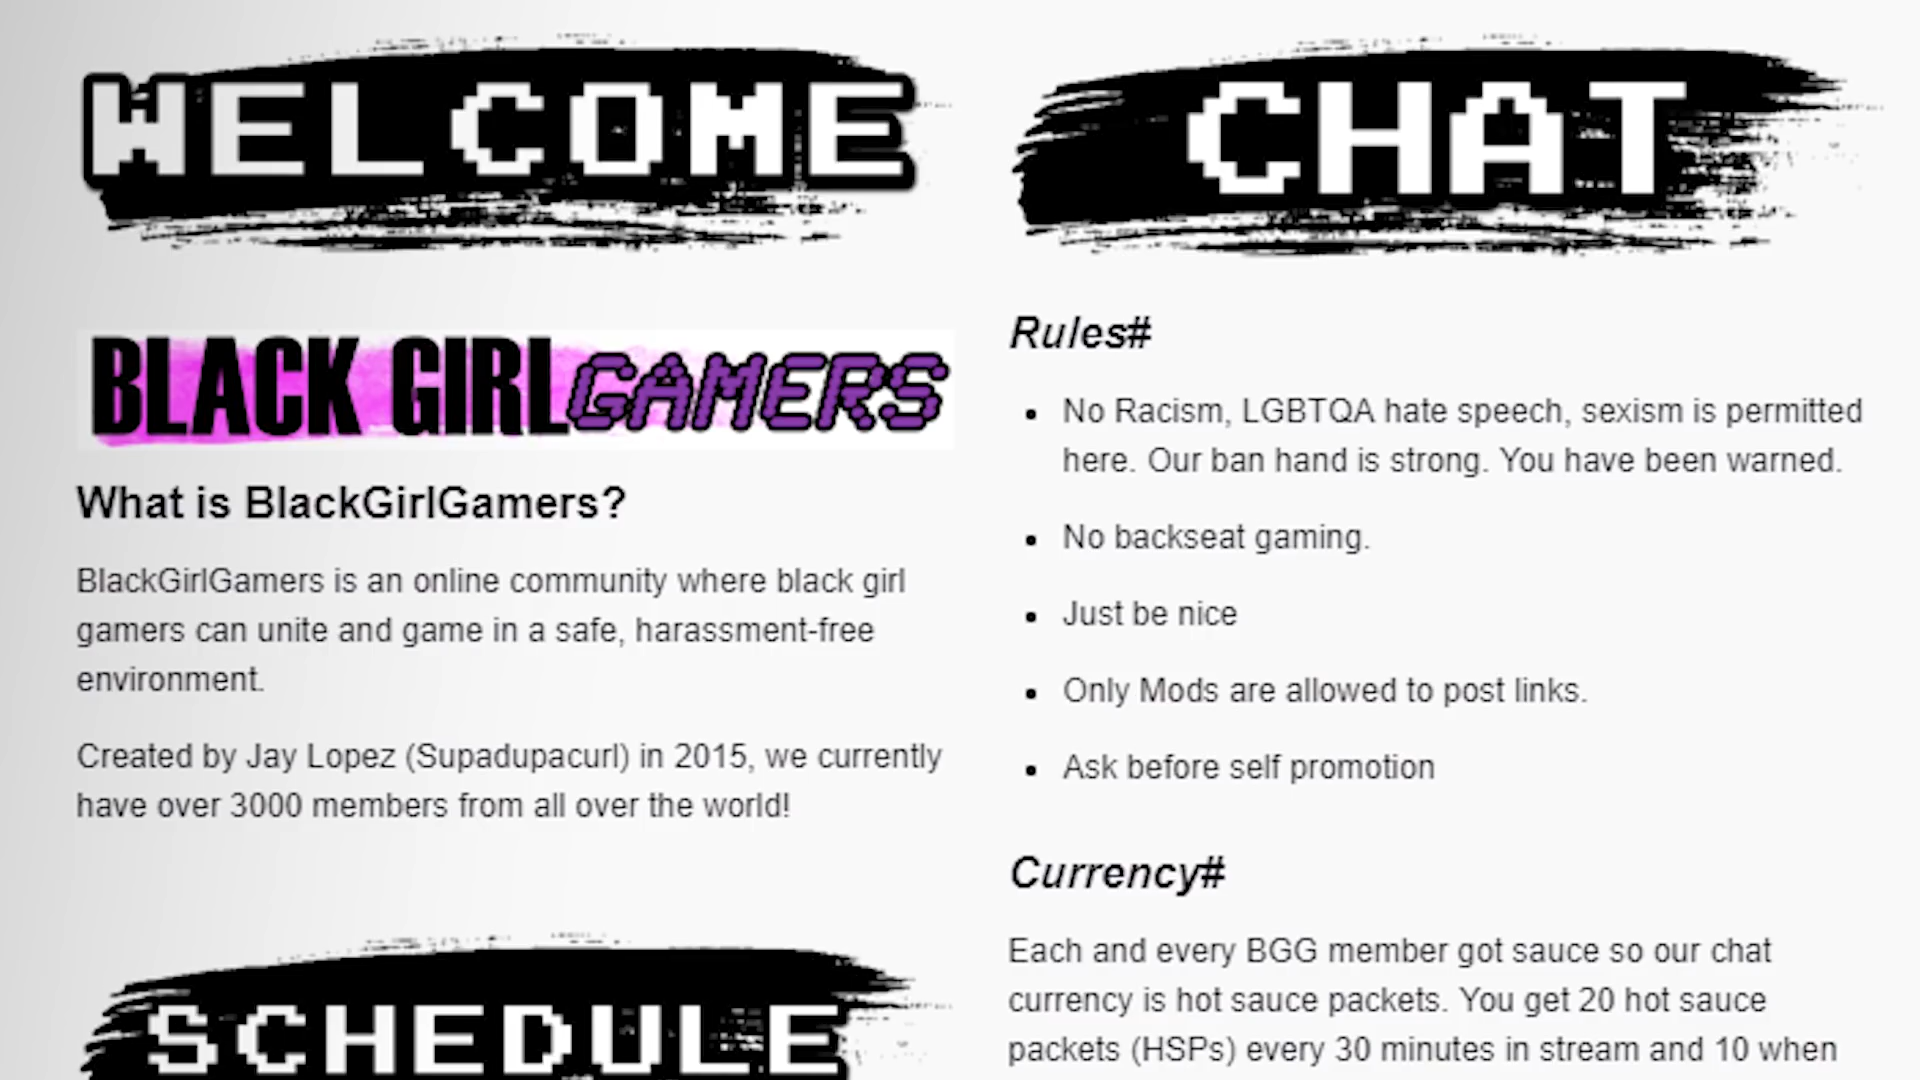 WELCOME
BLACK GIRL GAMERS
What is BlackGirlGamers?
BlackGirlGamers is an online community where black girl
gamers can unite and game in a safe, harassment-free
environment.
Created by Jay Lopez (Supadupacurl) in 2015, we currently
have over 3000 members from all over the world!
SCHEDULE
CHAT
Rules#
No Racism, LGBTQA hate speech, sexism is permitted
here. Our ban hand is strong. You have been warned.
No backseat gaming.
Just be nice
Only Mods are allowed to post links.
Ask before self promotion
Currency#
Each and every BGG member got sauce so our chat
currency is hot sauce packets. You get 20 hot sauce
packets (HSPs) every 30 minutes in stream and 10 when